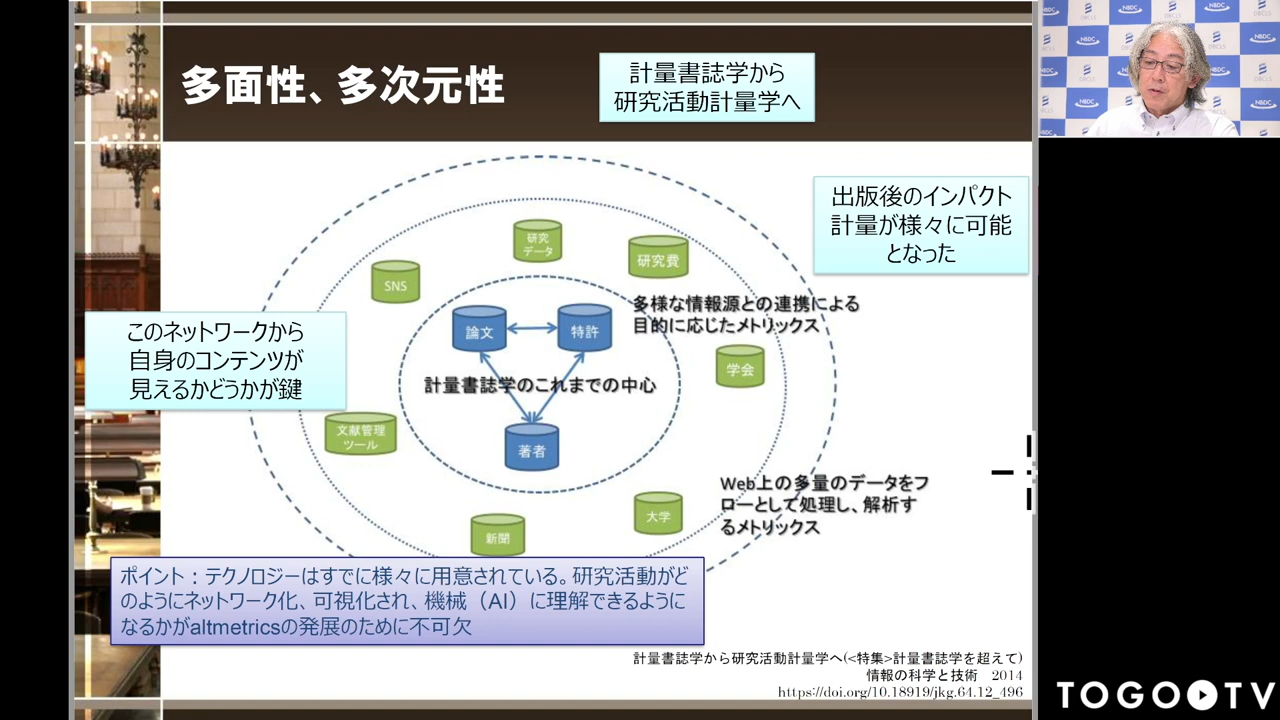 多面性、多次元性
計量書誌学から
研究活動計量学へ
出版後のインパクト
計量が様々に可能
となった
このネットワークから
自身のコンテンツが
見えるかどうかが鍵
研究
データ
研究費
SNS
論文
特許
多様な情報源との連携による
目的に応じたメトリックス
学会
計量書誌学のこれまでの中心
文献管理
ツール
著者
Web上の多量のデータをフ
ローとして処理し、解析す
るメトリックス
大学
新聞
ポイント：テクノロジーはすでに様々に用意されている。研究活動がど
のようにネットワーク化、可視化され、機械（AI）に理解できるように
なるかがaltmetricsの発展のために不可欠
計量書誌学から研究活動計量学へ(<特集>計量書誌学を超えて)
情報の科学と技術　2014
https://doi.org/10.18919/jkg.64.12_496
NBDC
DBCLS
TOGO TV